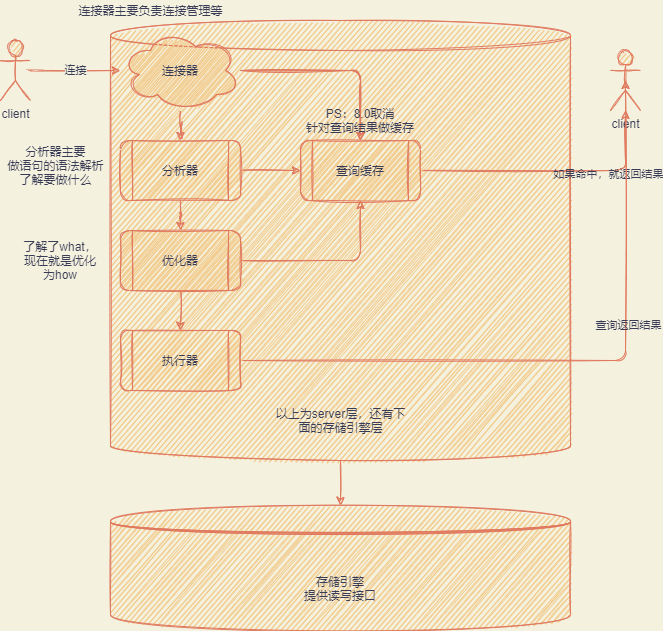 连接器主要负责连接管理等
连接
连接器
client
PS：8.0取消
针对查询结果做缓存
client
分析器主要
做语句的语法解析
了解要做什么
分析器
查询缓存
如果命中，就返回结果
了解了what，
现在就是优化
为how
优化器
查询返回结果
执行器
以上为server层，还有下
面的存储引擎层
存储引擎
提供读写接口